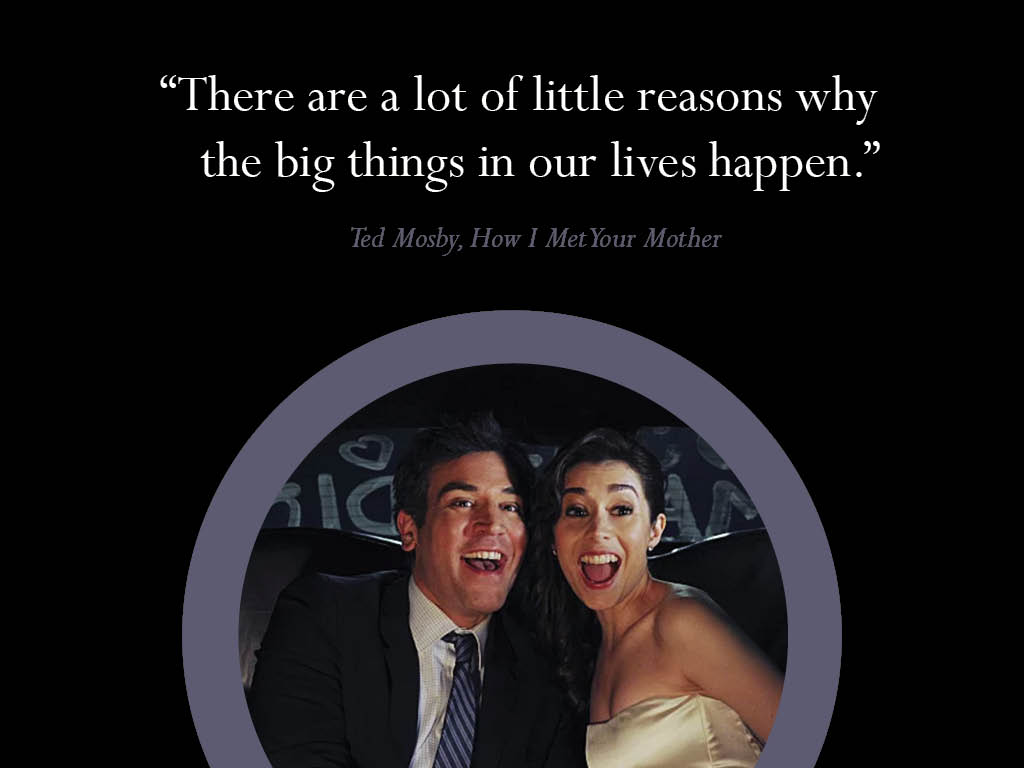 “There are a lot of little reasons why
the big things in our lives happen.”
Ted Mosby, How I Met Your Mother